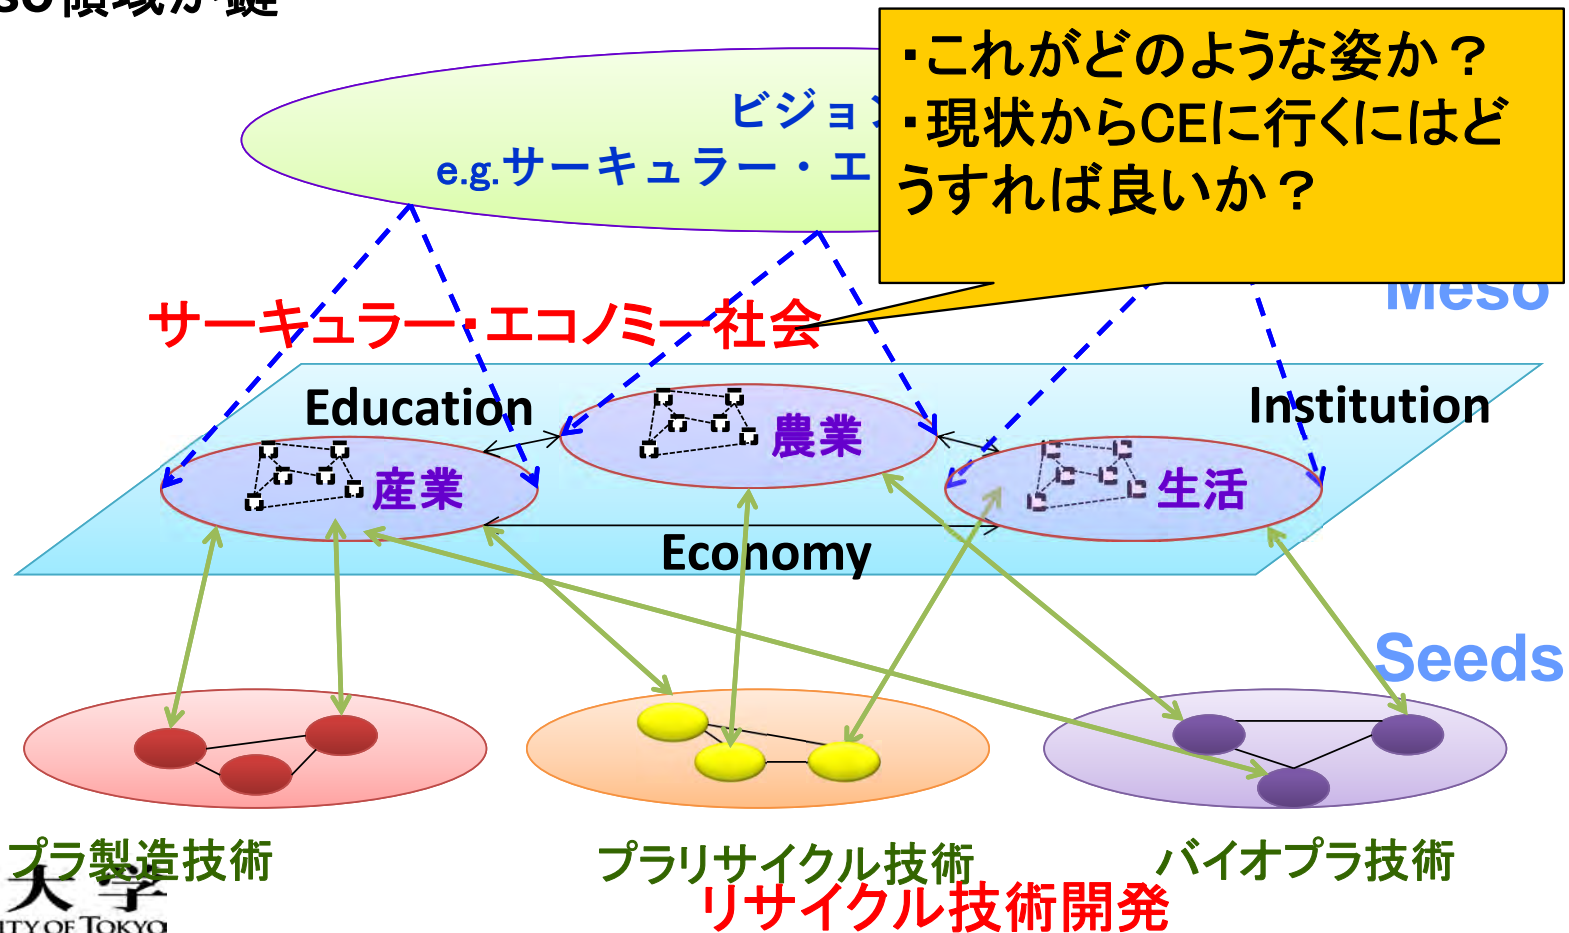 so領域が鍵
・これがどのような姿か？
・現状からCEに行くにはど
うすれば良いか？
ビジョン
e.g.サーキュラー・エ
Meso
サーキュラー・エコノミー社会
Education
Institution
農業
産業
生活
Economy
Seeds
プラ製造技術
プラリサイクル技術
バイオプラ技術
リサイクル技術開発
大学
ITY OF TOKYO